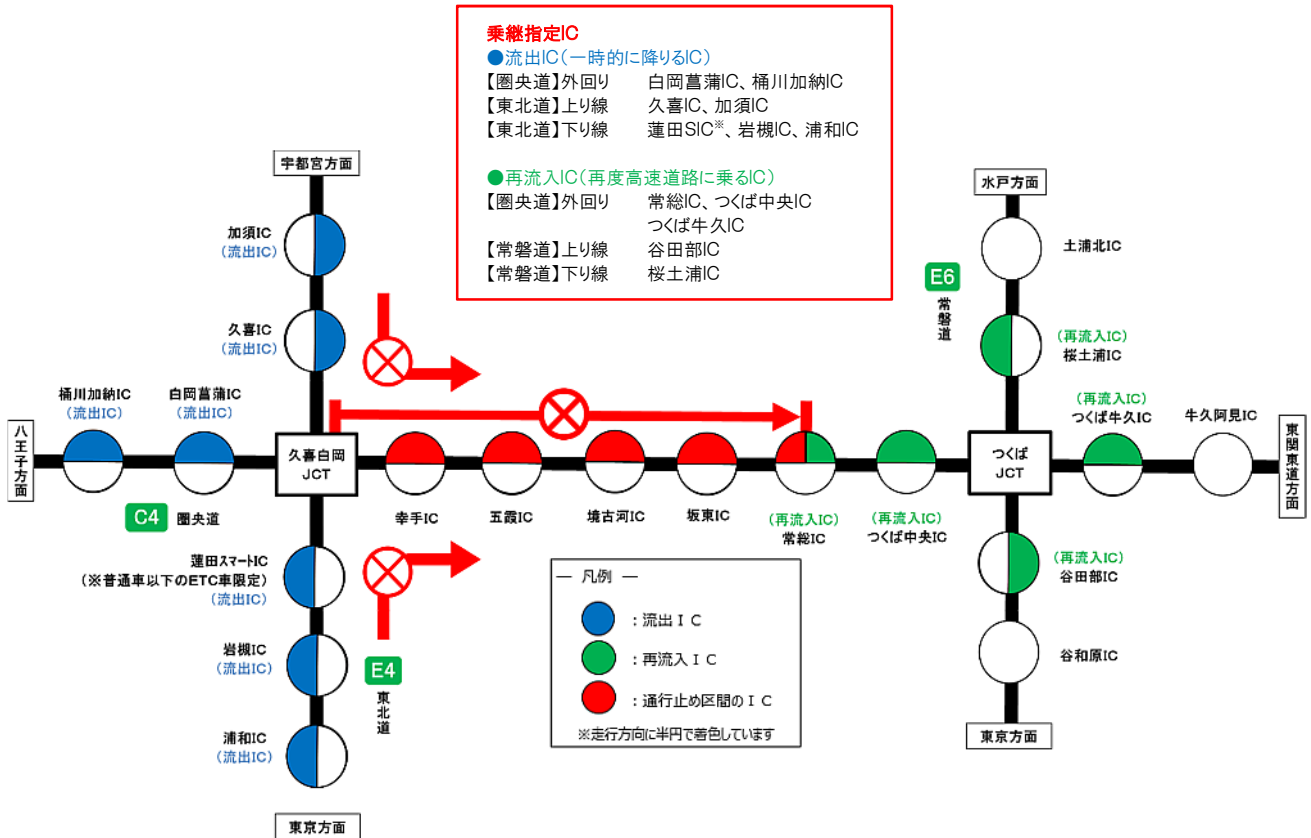 乗継指定IC
●流出IC(一時的に降りるIC)
【圏央道】外回り 白岡菖蒲IC、桶川加納IC
【東北道】上り線 久喜IC、加須IC
【東北道】下り線 蓮田SIC※、岩槻IC、浦和IC
●再流入IC(再度高速道路に乗るIC)
【圏央道】外回り 常総IC、つくば中央IC
つくば牛久IC
【常磐道】上り線 谷田部IC
【常磐道】下り線 桜土浦IC
宇都宮方面
水戸方面
加須IC
(流出IC)
土浦北IC
E6
常磐道
久喜IC
(流出IC)
(再流入IC)
桜土浦IC
桶川加納IC
(流出IC)
白岡菖蒲IC
(流出IC)
(再流入IC)
つくば牛久IC
牛久阿見IC
八王子方面
久喜白岡
JCT
つくば
JCT
東関東道方面
C4 圏央道
幸手IC
五霞IC
境古河IC
坂東IC
(再流入IC)
常総IC
(再流入IC)
つくば中央IC
蓮田スマートIC
(※普通車以下のETC車限定)
(流出IC)
(再流入IC)
谷田部IC
岩槻IC
(流出IC)
E4
東北道
谷和原IC
浦和IC
(流出IC)
東京方面
東京方面
― 凡例 ―
:流出IC
:再流入IC
:通行止め区間のIC
※走行方向に半円で着色しています